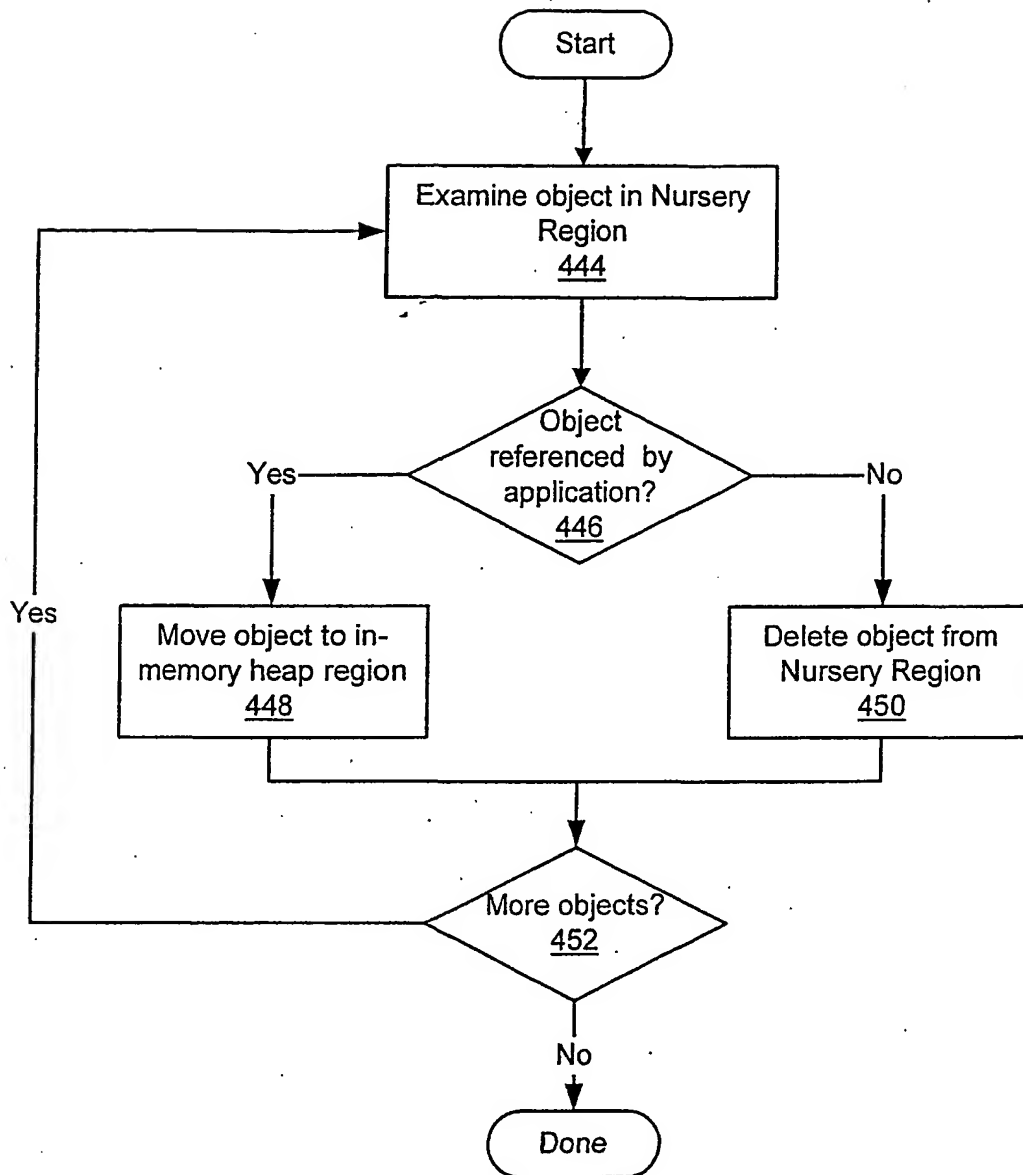 Start
Examine object in Nursery
Region
444
Object
referenced by
application?
446
Yes
No
Move object to in-
memory heap region
448
Delete object from
Nursery Region
450
Yes
More objects?
452
No
Done